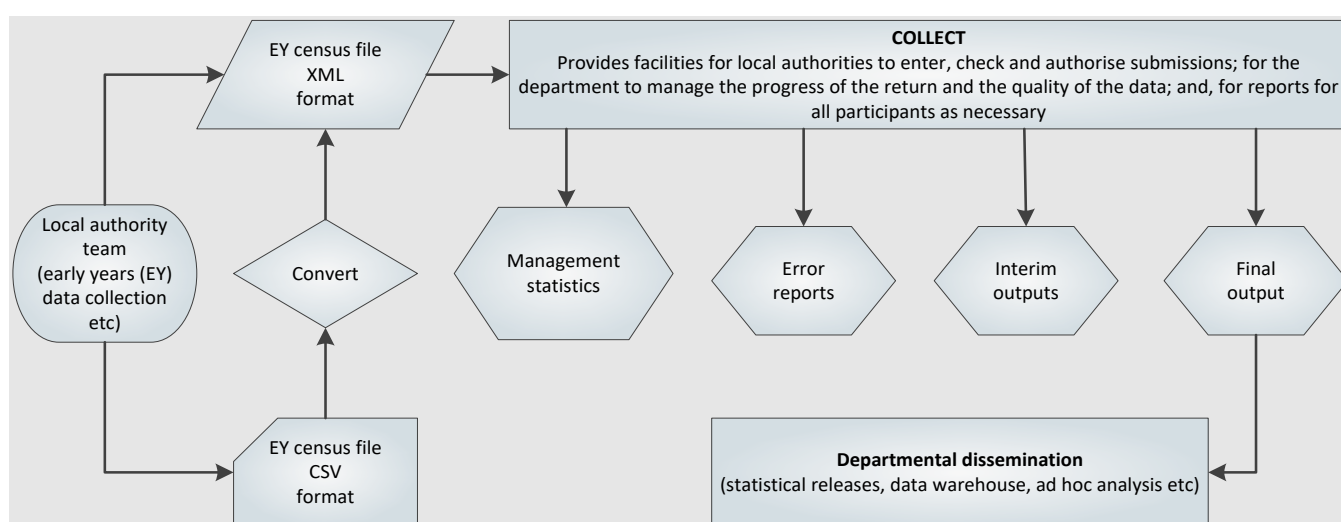 EY census file
XML
format
COLLECT
Provides facilities for local authorities to enter, check and authorise submissions; for the
department to manage the progress of the return and the quality of the data; and, for reports for
all participants as necessary
Local authority
team
(early years (EY)
data collection
etc)
Convert
Management
statistics
Error
reports
Interim
outputs
Final
output
EY census file
CSV
format
Departmental dissemination
(statistical releases, data warehouse, ad hoc analysis etc)